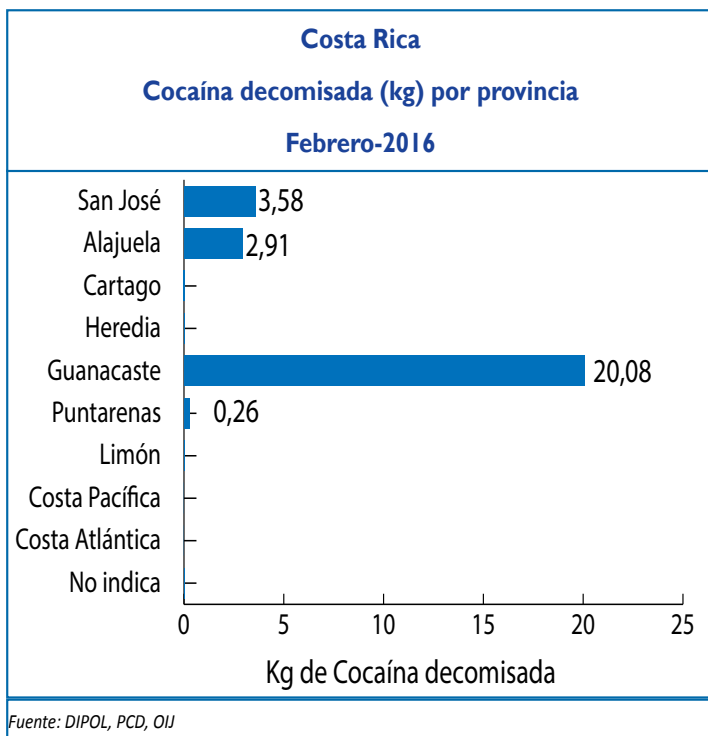 Costa Rica
Cocaína decomisada (kg) por provincia
Febrero-2016
San José 3,58
Alajuela 2,91
Cartago
Heredia
Guanacaste 20,08
Puntarenas 0,26
Limón
Costa Pacífica
Costa Atlántica
No indica
0 5 10 15 20 25
Kg de Cocaína decomisada
Fuente: DIPOL, PCD, OIJ